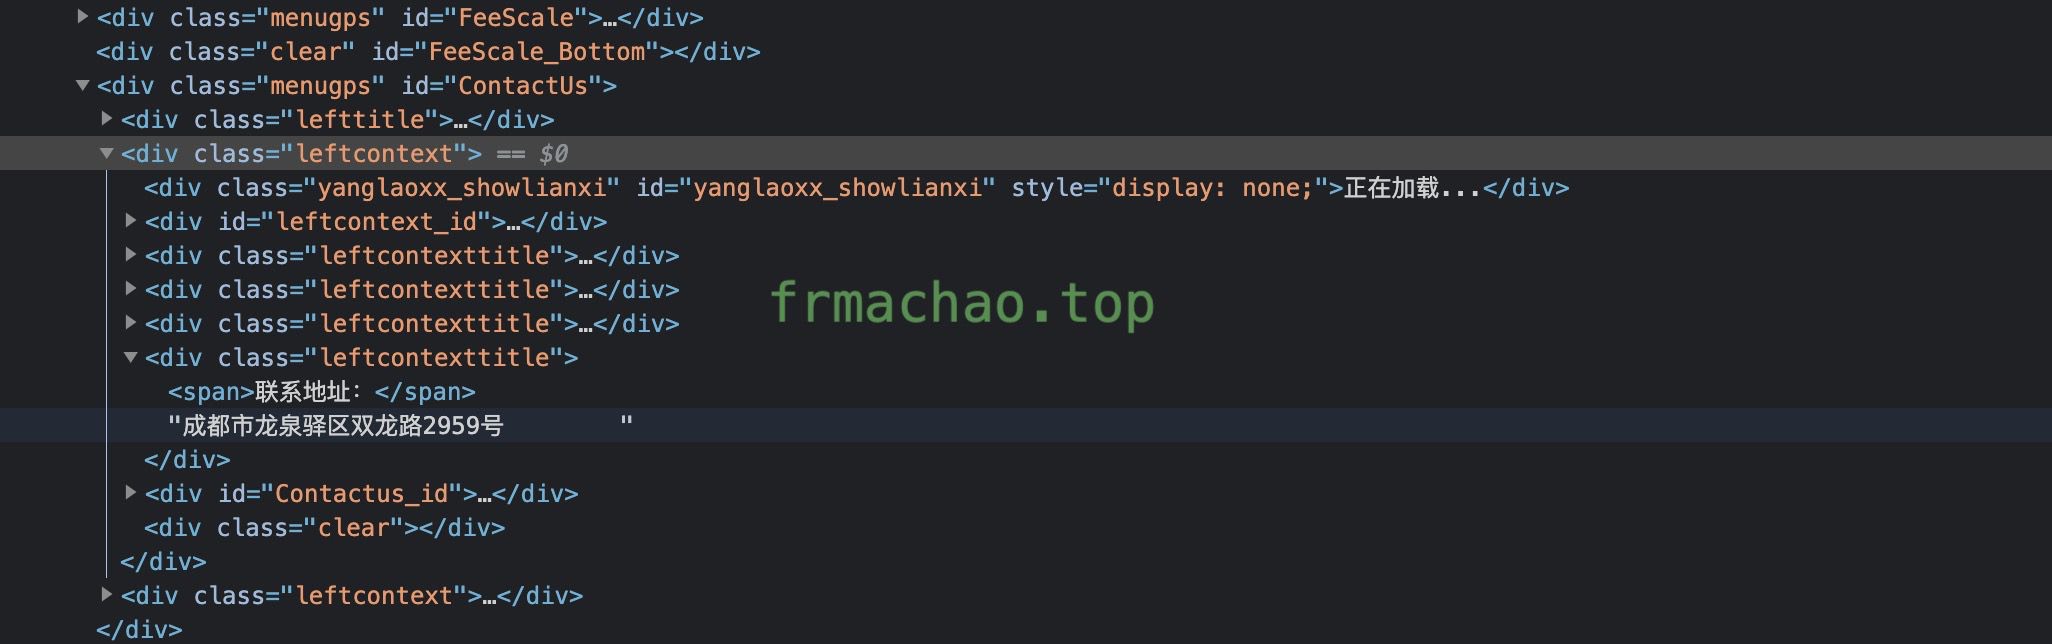 <div class="menugps" id="FeeScale">…</div>
<div class="clear" id="FeeScale_Bottom"></div>
<div class="menugps" id="ContactUs">
<div class="lefttitle">…</div>
<div class="leftcontext"> == $0
<div class="yanglaoxx_showlianxi" id="yanglaoxx_showlianxi" style="display: none;">正在加载...</div>
<div id="leftcontext_id">…</div>
<div class="leftcontexttitle">…</div>
<div class="leftcontexttitle">…</div>
<div class="leftcontexttitle">…</div>
frmachao.top
<div class="leftcontexttitle">
<span>联系地址：</span>
"成都市龙泉驿区双龙路2959号        "
</div>
<div id="Contactus_id">…</div>
<div class="clear"></div>
</div>
<div class="leftcontext">…</div>
</div>